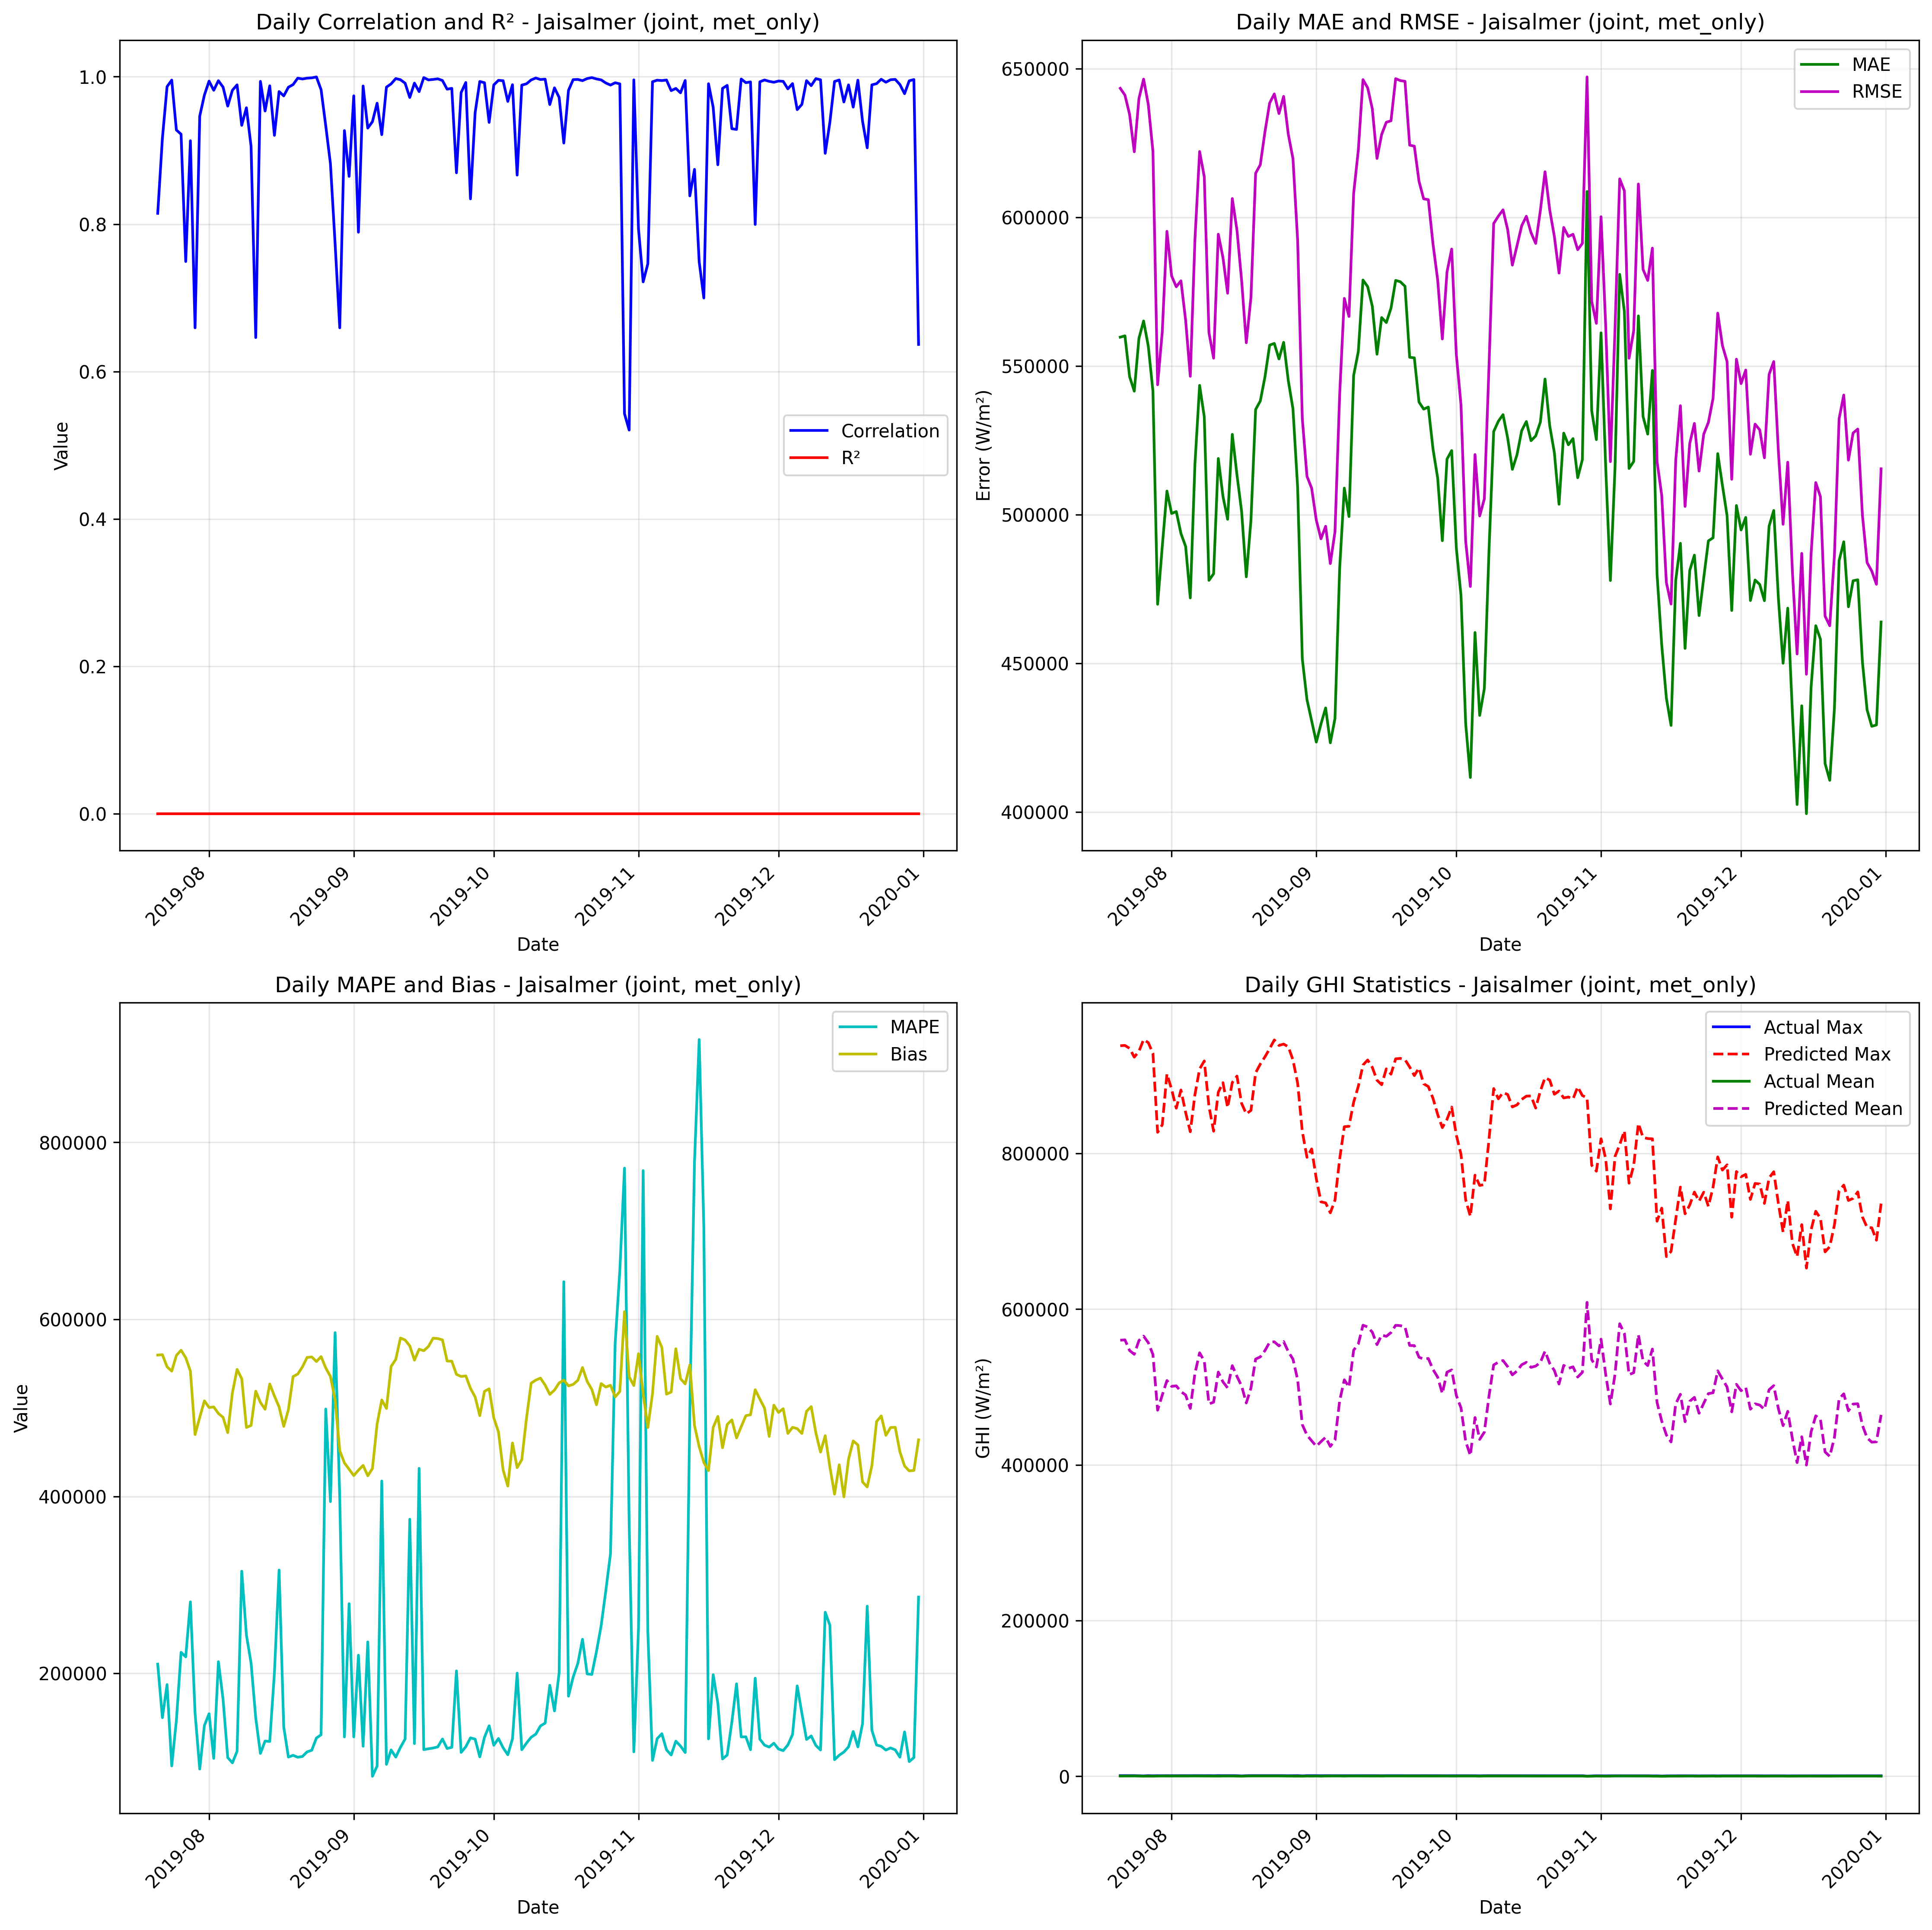 Daily Correlation and R² - Jaisalmer (joint, met_only)
Value
1.0
0.8
0.6
0.4
0.2
0.0
Correlation
R²
2019-08
2019-09
2019-10
2019-11
2019-12
2020-01
Date
Daily MAE and RMSE - Jaisalmer (joint, met_only)
Error (W/m²)
650000
600000
550000
500000
450000
400000
MAE
RMSE
2019-08
2019-09
2019-10
2019-11
2019-12
2020-01
Date
Daily MAPE and Bias - Jaisalmer (joint, met_only)
Value
800000
600000
400000
200000
MAPE
Bias
2019-08
2019-09
2019-10
2019-11
2019-12
2020-01
Date
Daily GHI Statistics - Jaisalmer (joint, met_only)
GHI (W/m²)
800000
600000
400000
200000
0
Actual Max
Predicted Max
Actual Mean
Predicted Mean
2019-08
2019-09
2019-10
2019-11
2019-12
2020-01
Date